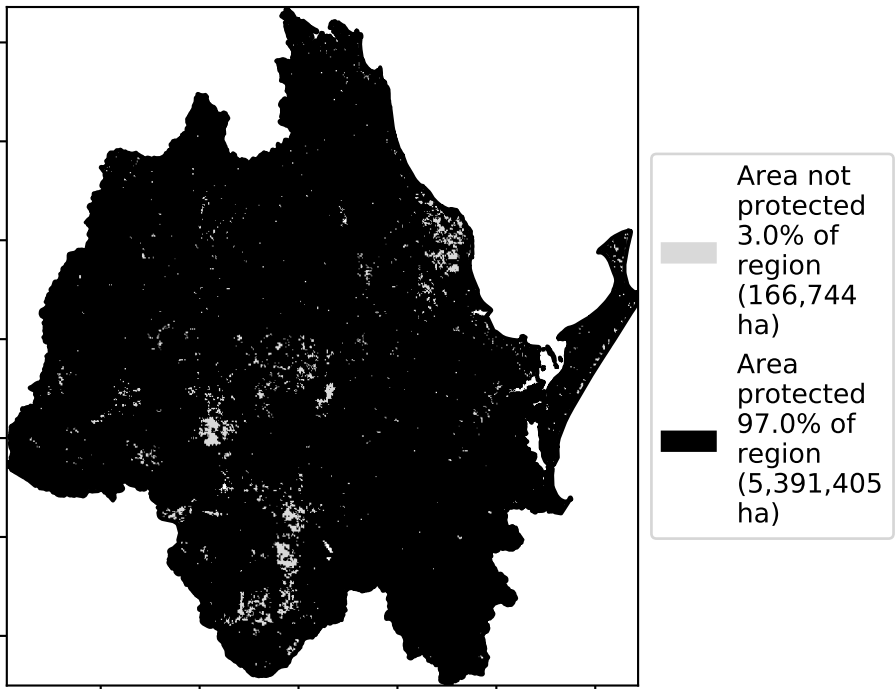 Area not
protected
3.0% of
region
(166,744
ha)
Area
protected
97.0% of
region
(5,391,405
ha)